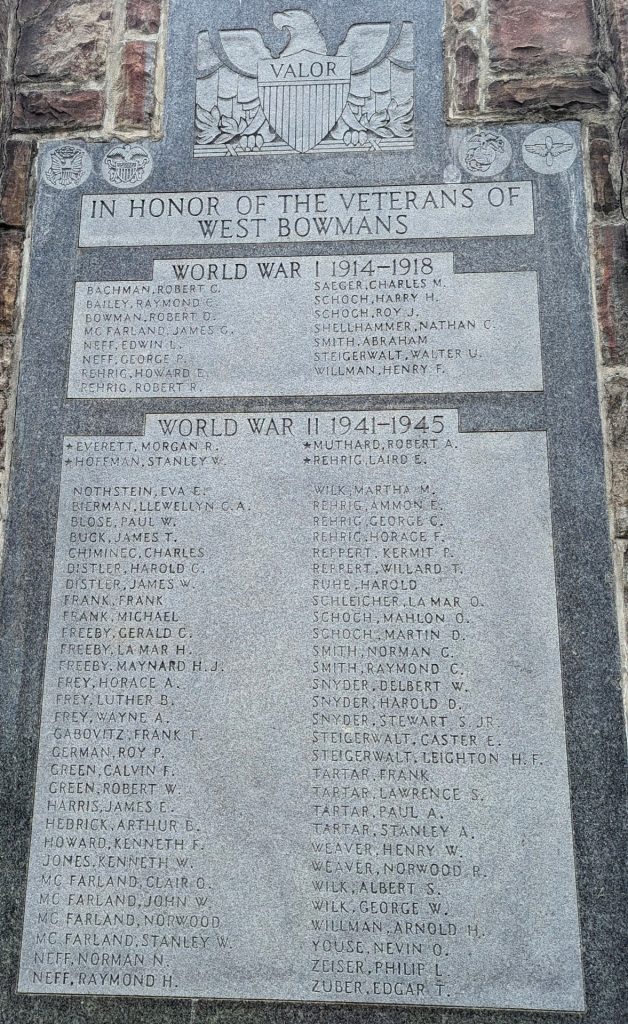 VALOR
IN HONOR OF THE VETERANS OF
WEST BOWMANS
WORLD WAR I 1914–1918
BACHMAN, ROBERT C.
BAILEY, RAYMOND C.
BOWMAN, ROBERT D.
MC FARLAND, JAMES G.
NEFF, EDWIN L.
NEFF, GEORGE P.
REHRIG, HOWARD E.
REHRIG, ROBERT R.
SAEGER, CHARLES M.
SCHOCH, HARRY H.
SCHOCH, ROY J.
SHELLHAMMER, NATHAN C.
SMITH, ABRAHAM
STEIGERWALT, WALTER U.
WILLMAN, HENRY F.
WORLD WAR II 1941–1945
★EVERETT, MORGAN R.
★HOFFMAN, STANLEY W.
★MUTHARD, ROBERT A.
★REHRIG, LAIRD E.
NOTHSTEIN, EVA E.
BIERMAN, LLEWELLYN C.A.
BLOSE, PAUL W.
BUCK, JAMES T.
CHIMINEC, CHARLES
DISTLER, HAROLD C.
DISTLER, JAMES W.
FRANK, FRANK
FRANK, MICHAEL
FREEBY, GERALD C.
FREEBY, LA MAR H.
FREEBY, MAYNARD H.J.
FREY, HORACE A.
FREY, LUTHER B.
FREY, WAYNE A.
GABOVITZ, FRANK T.
GERMAN, ROY P.
GREEN, CALVIN F.
GREEN, ROBERT W.
HARRIS, JAMES E.
HEDRICK, ARTHUR B.
HOWARD, KENNETH F.
JONES, KENNETH W.
MC FARLAND, CLAIR O.
MC FARLAND, JOHN W.
MC FARLAND, NORWOOD
MC FARLAND, STANLEY W.
NEFF, NORMAN N.
NEFF, RAYMOND H.
WILK, MARTHA M.
REHRIG, AMMON E.
REHRIG, GEORGE C.
REHRIG, HORACE F.
REPPERT, KERMIT P.
REPPERT, WILLARD T.
RUHE, HAROLD
SCHLEICHER, LA MAR O.
SCHOCH, MAHLON O.
SCHOCH, MARTIN D.
SMITH, NORMAN G.
SMITH, RAYMOND C.
SNYDER, DELBERT W.
SNYDER, HAROLD D.
SNYDER, STEWART S. JR.
STEIGERWALT, CASTER E.
STEIGERWALT, LEIGHTON H.F.
TARTAR, FRANK
TARTAR, LAWRENCE S.
TARTAR, PAUL A.
TARTAR, STANLEY A.
WEAVER, HENRY W.
WEAVER, NORWOOD R.
WILK, ALBERT S.
WILK, GEORGE W.
WILLMAN, ARNOLD H.
YOUSE, NEVIN O.
ZEISER, PHILIP L.
ZUBER, EDGAR T.